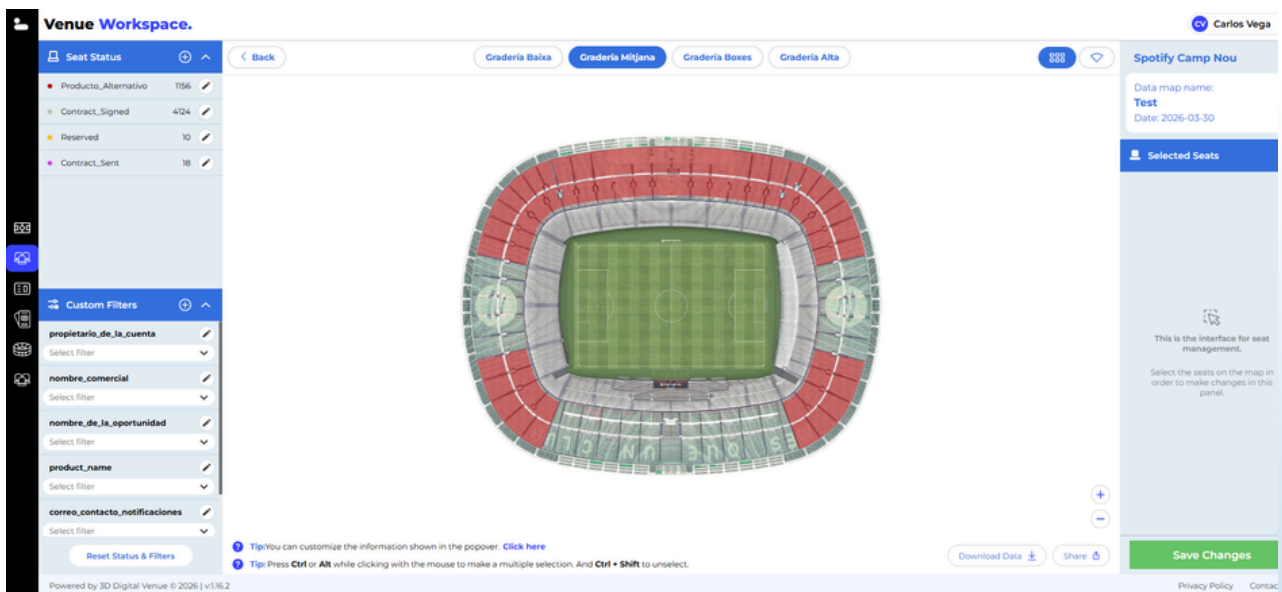 Venue Workspace.
CV Carlos Vega
Seat Status
Producto_Alternativo 1156
Contract_Signed 4124
Reserved 10
Contract_Sent 18
Custom Filters
propietario_de_la_cuenta
Select filter
nombre_comercial
Select filter
nombre_de_la_oportunidad
Select filter
product_name
Select filter
correo_contacto_notificaciones
Select filter
Reset Status & Filters
Back
Gradería Baixa
Gradería Mitjana
Gradería Boxes
Gradería Alta
Tip:You can customize the information shown in the popover. Click here
Tip: Press Ctrl or Alt while clicking with the mouse to make a multiple selection. And Ctrl + Shift to unselect.
Download Data
Share
Spotify Camp Nou
Data map name:
Test
Date: 2026-03-30
Selected Seats
This is the interface for seat
management.
Select the seats on the map in
order to make changes in this
panel.
Save Changes
Powered by 3D Digital Venue © 2026 | v.1.16.2
Privacy Policy
Contac